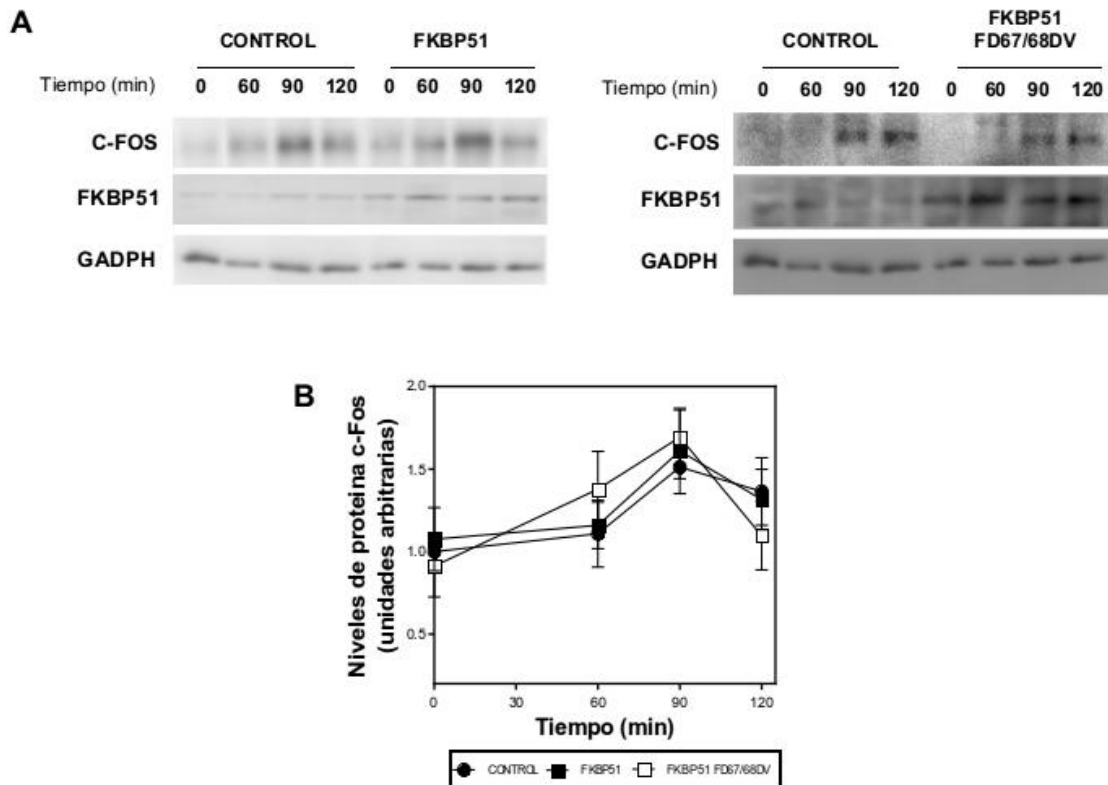 A
CONTROL FKBP51
Tiempo (min) 0 60 90 120 0 60 90 120
C-FOS
FKBP51
GADPH
CONTROL FKBP51 FD67/68DV
Tiempo (min) 0 60 90 120 0 60 90 120
C-FOS
FKBP51
GADPH
B
Niveles de proteina c-Fos
(unidades arbitrarias)
2.0
1.5
1.0
0.5
0 30 60 90 120
Tiempo (min)
CONTROL FKBP51 FKBP51 FD67/68DV